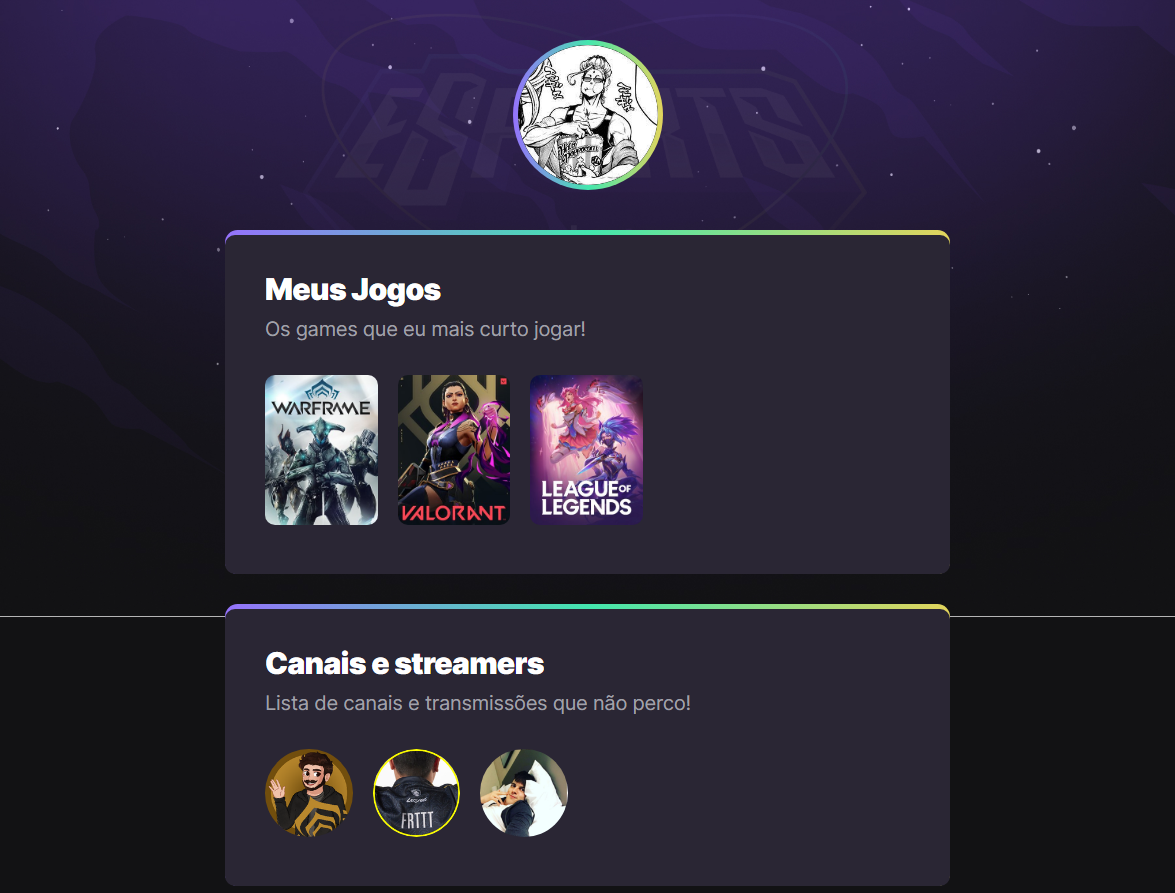 ESPORTS
Meus Jogos
Os games que eu mais curto jogar!
WARFRAME
VALORANT
LEAGUE OF
LEGENDS
Canais e streamers
Lista de canais e transmissões que não perco!
FRTTT